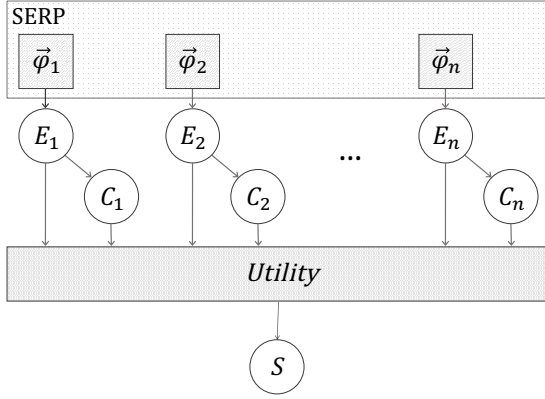 SERP
φ⃗₁ φ⃗₂ φ⃗ₙ
E₁ E₂ ... Eₙ
C₁ C₂ Cₙ
Utility
S